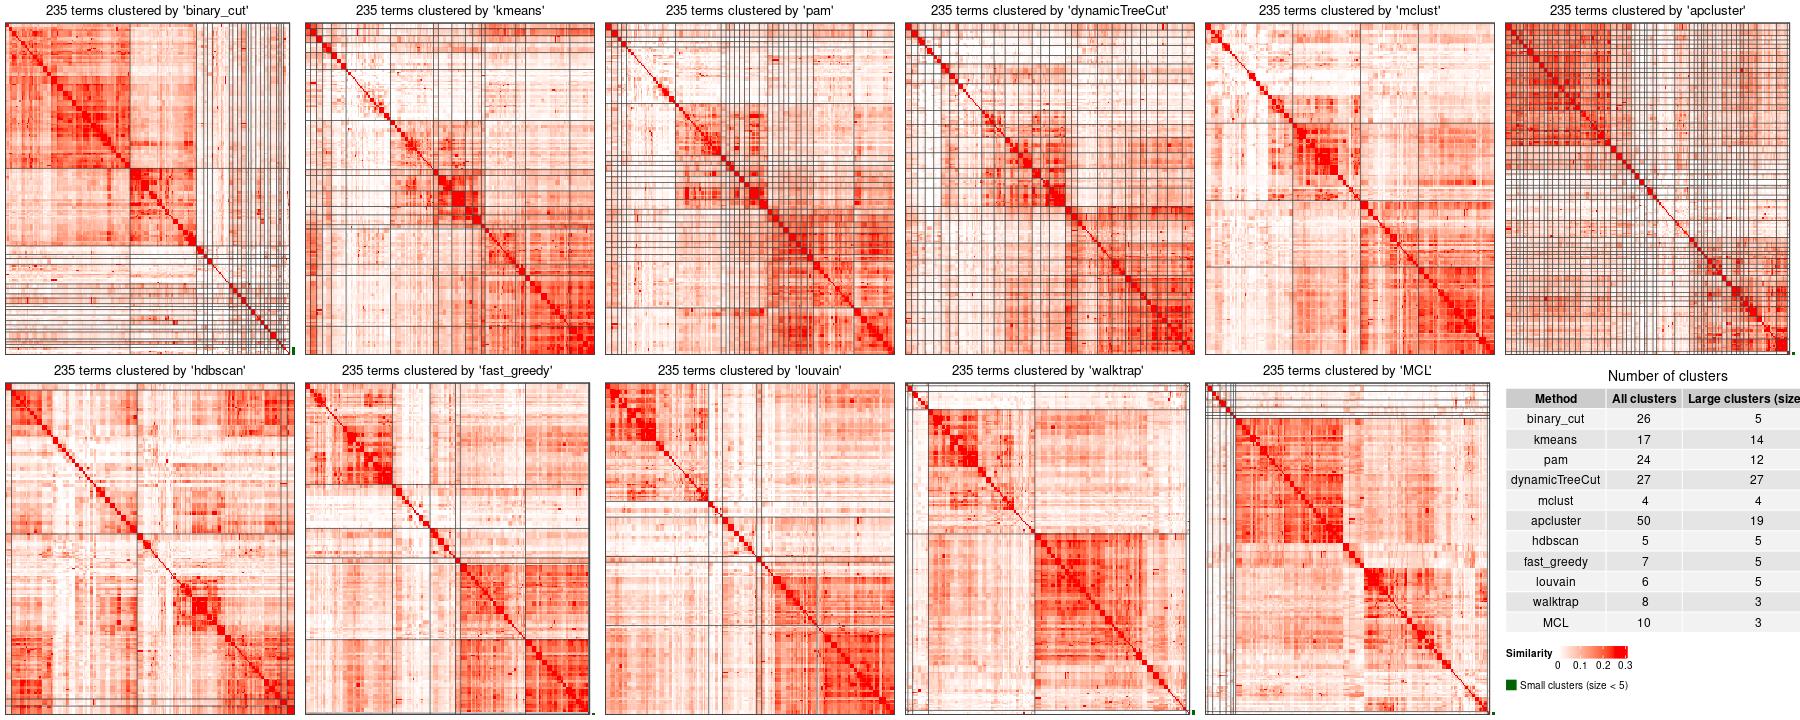 235 terms clustered by 'binary_cut'
235 terms clustered by 'kmeans'
235 terms clustered by 'pam'
235 terms clustered by 'dynamicTreeCut'
235 terms clustered by 'mclust'
235 terms clustered by 'apcluster'
235 terms clustered by 'hdbscan'
235 terms clustered by 'fast_greedy'
235 terms clustered by 'louvain'
235 terms clustered by 'walktrap'
235 terms clustered by 'MCL'
Number of clusters
Method All clusters Large clusters (size
binary_cut 26 5
kmeans 17 14
pam 24 12
dynamicTreeCut 27 27
mclust 4 4
apcluster 50 19
hdbscan 5 5
fast_greedy 7 5
louvain 6 5
walktrap 8 3
MCL 10 3
Similarity
0 0.1 0.2 0.3
Small clusters (size < 5)